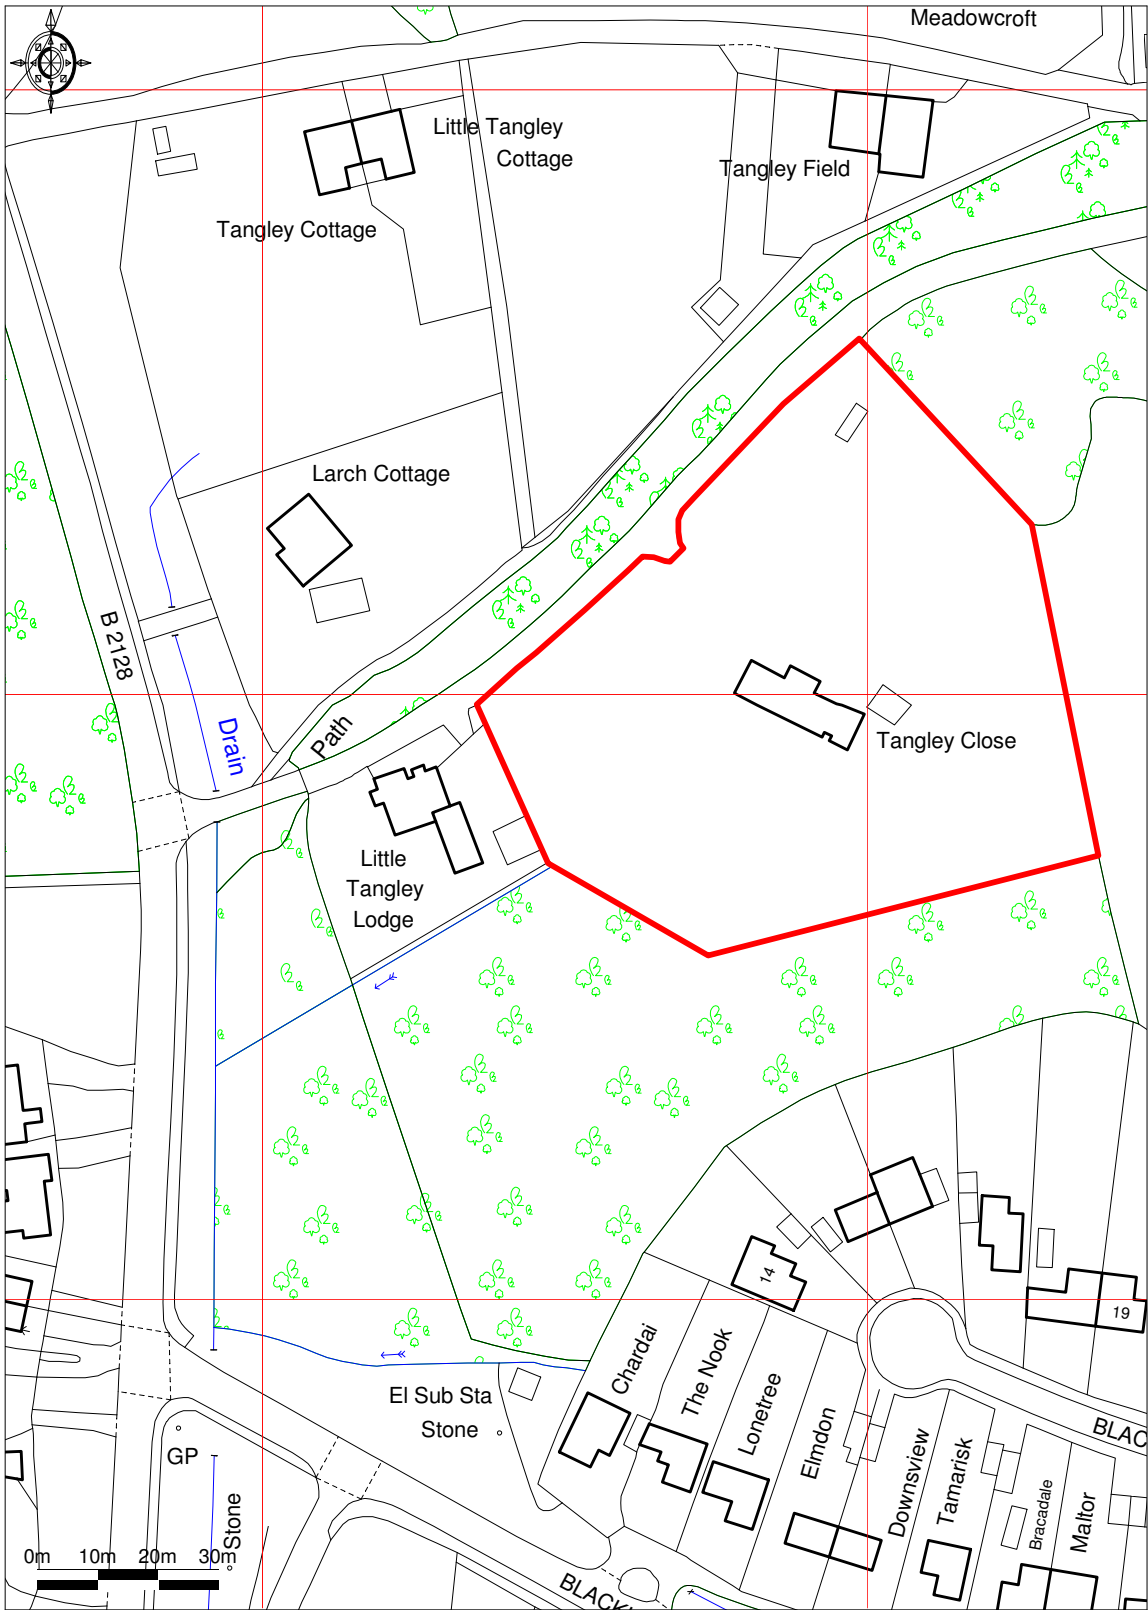 Meadowcroft
Little Tangley
Cottage
Tangley Field
Tangley Cottage
Larch Cottage
B 2128
Drain
Path
Tangley Close
Little
Tangley
Lodge
14
19
Chardai
The Nook
Lonetree
Elmdon
Downsview
Tamarisk
Bracadale
Maltor
El Sub Sta
Stone
GP
Stone
0m 10m 20m 30m